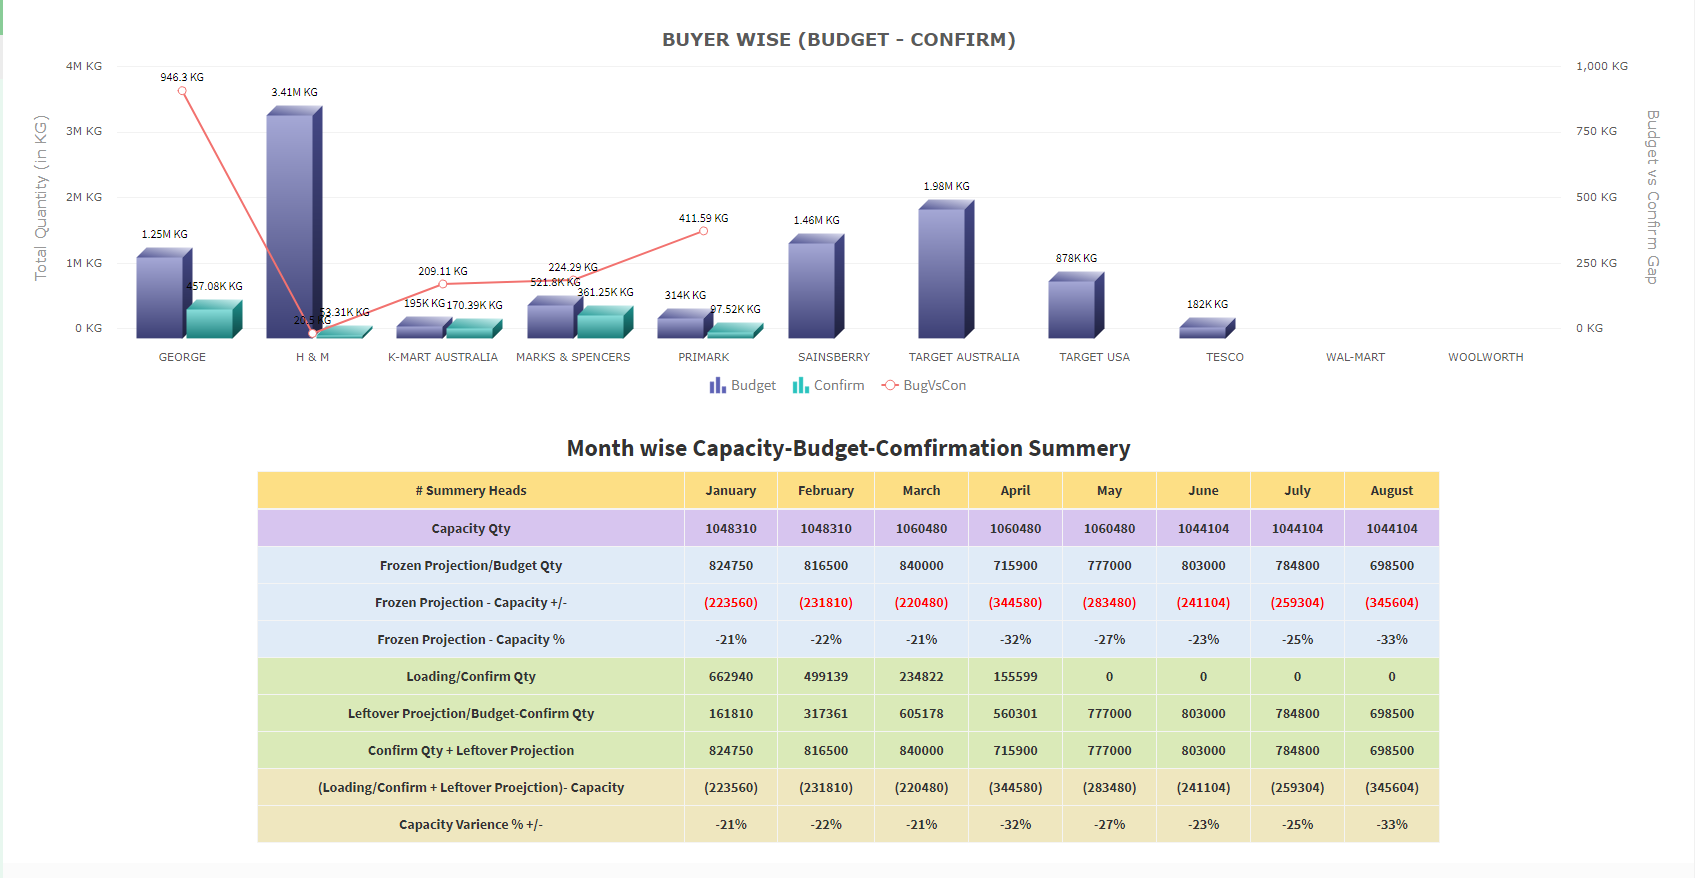 BUYER WISE (BUDGET - CONFIRM)
4M KG
3M KG
2M KG
1M KG
0 KG
Total Quantity (in KG)
1,000 KG
750 KG
500 KG
250 KG
0 KG
Budget vs Confirm Gap
946.3 KG
3.41M KG
1.25M KG
457.08K KG
20.5 KG
53.31K KG
209.11 KG
195K KG
170.39K KG
224.29 KG
521.8K KG
361.25K KG
411.59 KG
314K KG
97.52K KG
1.46M KG
1.98M KG
878K KG
182K KG
GEORGE H & M K-MART AUSTRALIA MARKS & SPENCERS PRIMARK SAINSBERRY TARGET AUSTRALIA TARGET USA TESCO WAL-MART WOOLWORTH
Budget Confirm BugVsCon
Month wise Capacity-Budget-Comfirmation Summery
# Summery Heads January February March April May June July August
Capacity Qty 1048310 1048310 1060480 1060480 1060480 1044104 1044104 1044104
Frozen Projection/Budget Qty 824750 816500 840000 715900 777000 803000 784800 698500
Frozen Projection - Capacity +/- (223560) (231810) (220480) (344580) (283480) (241104) (259304) (345604)
Frozen Projection - Capacity % -21% -22% -21% -32% -27% -23% -25% -33%
Loading/Confirm Qty 662940 499139 234822 155599 0 0 0 0
Leftover Proejction/Budget-Confirm Qty 161810 317361 605178 560301 777000 803000 784800 698500
Confirm Qty + Leftover Projection 824750 816500 840000 715900 777000 803000 784800 698500
(Loading/Confirm + Leftover Proejction)- Capacity (223560) (231810) (220480) (344580) (283480) (241104) (259304) (345604)
Capacity Varience % +/- -21% -22% -21% -32% -27% -23% -25% -33%